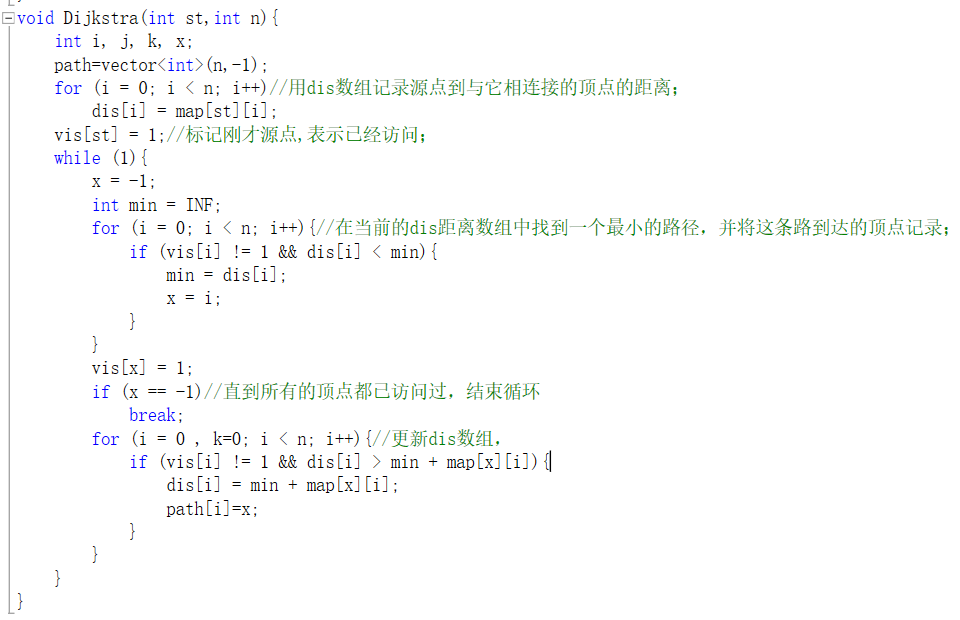 void Dijkstra(int st,int n){
    int i, j, k, x;
    path=vector<int>(n,-1);
    for (i = 0; i < n; i++)//用dis数组记录源点到与它相连接的顶点的距离;
        dis[i] = map[st][i];
    vis[st] = 1;//标记刚才源点,表示已经访问;
    while (1){
        x = -1;
        int min = INF;
        for (i = 0; i < n; i++){//在当前的dis距离数组中找到一个最小的路径，并将这条路到达的顶点记录;
            if (vis[i] != 1 && dis[i] < min){
                min = dis[i];
                x = i;
            }
        }
        vis[x] = 1;
        if (x == -1)//直到所有的顶点都已访问过，结束循环
            break;
        for (i = 0 , k=0; i < n; i++){//更新dis数组，
            if (vis[i] != 1 && dis[i] > min + map[x][i]){
                dis[i] = min + map[x][i];
                path[i]=x;
            }
        }
    }
}